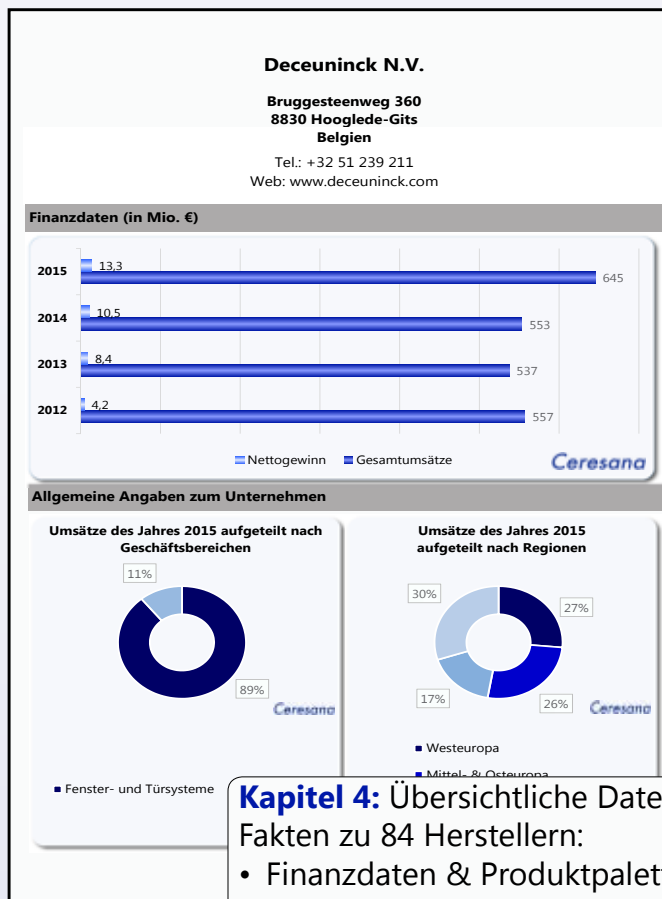 Deceuninck N.V.
Bruggesteenweg 360
8830 Hooglede-Gits
Belgien
Tel.: +32 51 239 211
Web: www.deceuninck.com
Finanzdaten (in Mio. €)
2015
13,3
645
2014
10,5
553
2013
8,4
537
2012
4,2
557
Nettogewinn Gesamtumsätze
Ceresana
Allgemeine Angaben zum Unternehmen
Umsätze des Jahres 2015 aufgeteilt nach
Geschäftsbereichen
11%
89%
Ceresana
Fenster- und Türsysteme
Umsätze des Jahres 2015
aufgeteilt nach Regionen
30%
27%
17%
26%
Ceresana
Westeuropa
Mittel- & Osteuropa
Kapitel 4: Übersichtliche Date
Fakten zu 84 Herstellern:
• Finanzdaten & Produktpalet